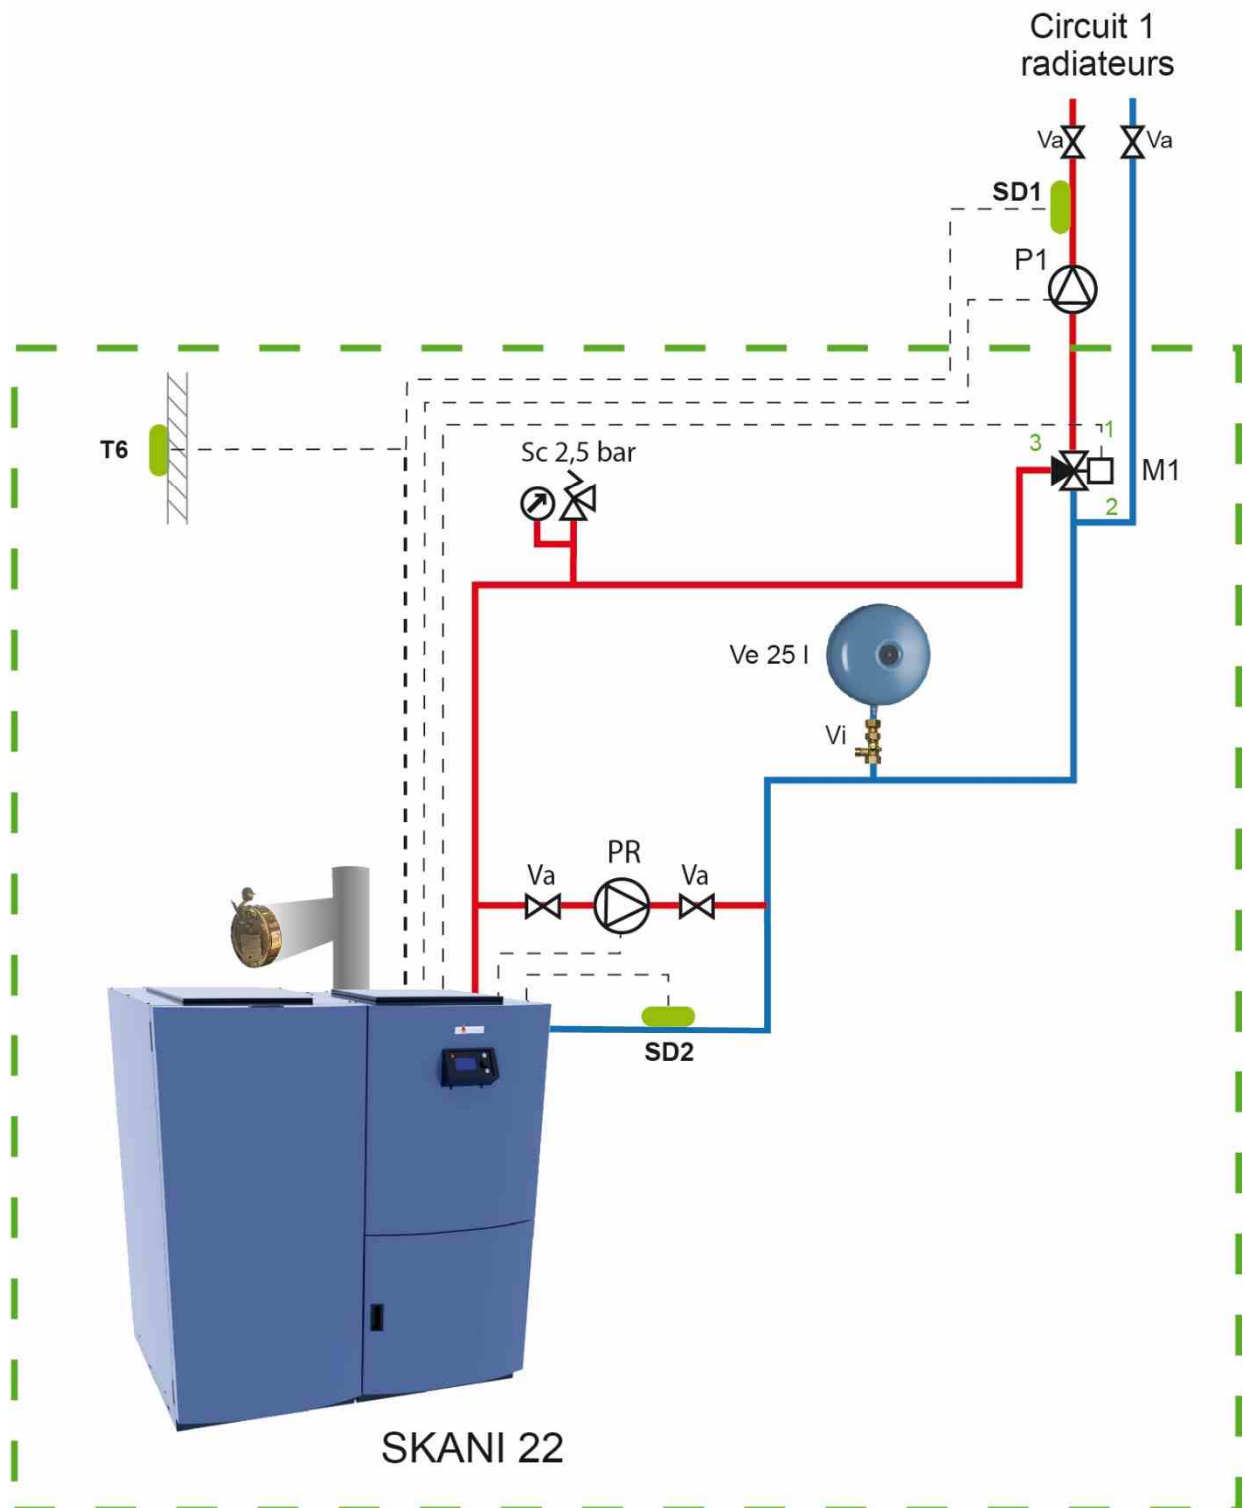 Circuit 1
radiateurs
Va
Va
SD1
P1
T6
Sc 2,5 bar
3
1
M1
2
Ve 25 l
Vi
PR
Va
Va
SD2
SKANI 22